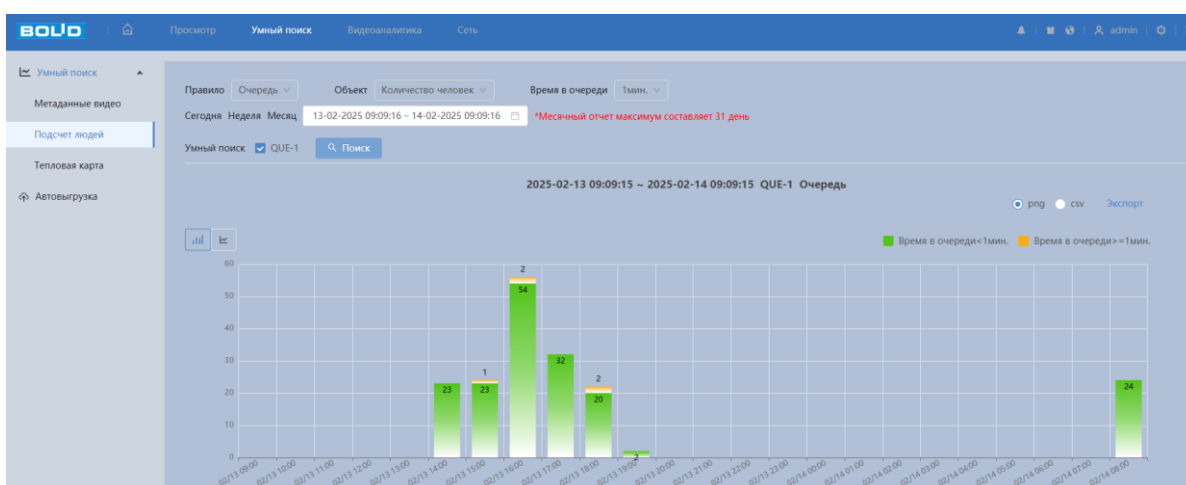 BOLID Просмотр Умный поиск Видеоаналитика Сеть admin
Умный поиск
Метаданные видео
Подсчет людей
Тепловая карта
Автовыгрузка
Правило Очередь Объект Количество человек Время в очереди 1мин.
Сегодня Неделя Месяц 13-02-2025 09:09:16 ~ 14-02-2025 09:09:16 *Месячный отчет максимум составляет 31 день
Умный поиск QUE-1 Поиск
2025-02-13 09:09:15 ~ 2025-02-14 09:09:15 QUE-1 Очередь
png csv Экспорт
Время в очереди<1мин. Время в очереди>=1мин.
60
50
40
30
20
10
0
23
1
23
2
54
32
2
20
2
24
02/13 09:00 02/13 10:00 02/13 11:00 02/13 12:00 02/13 13:00 02/13 14:00 02/13 15:00 02/13 16:00 02/13 17:00 02/13 18:00 02/13 19:00 02/13 20:00 02/13 21:00 02/13 22:00 02/13 23:00 02/14 00:00 02/14 01:00 02/14 02:00 02/14 03:00 02/14 04:00 02/14 05:00 02/14 06:00 02/14 07:00 02/14 08:00